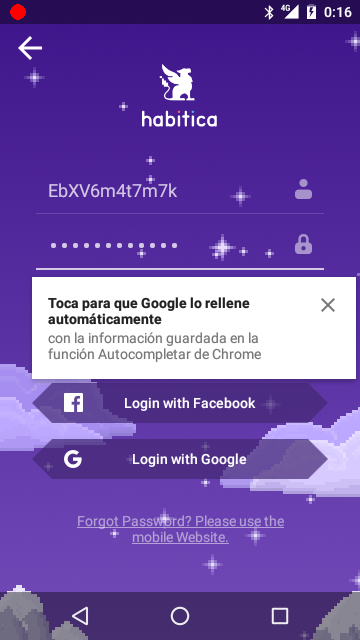 4G 0:16
habitica
EbXV6m4t7m7k
Toca para que Google lo rellene
automáticamente
con la información guardada en la
función Autocompletar de Chrome
Login with Facebook
Login with Google
Forgot Password? Please use the
mobile Website.